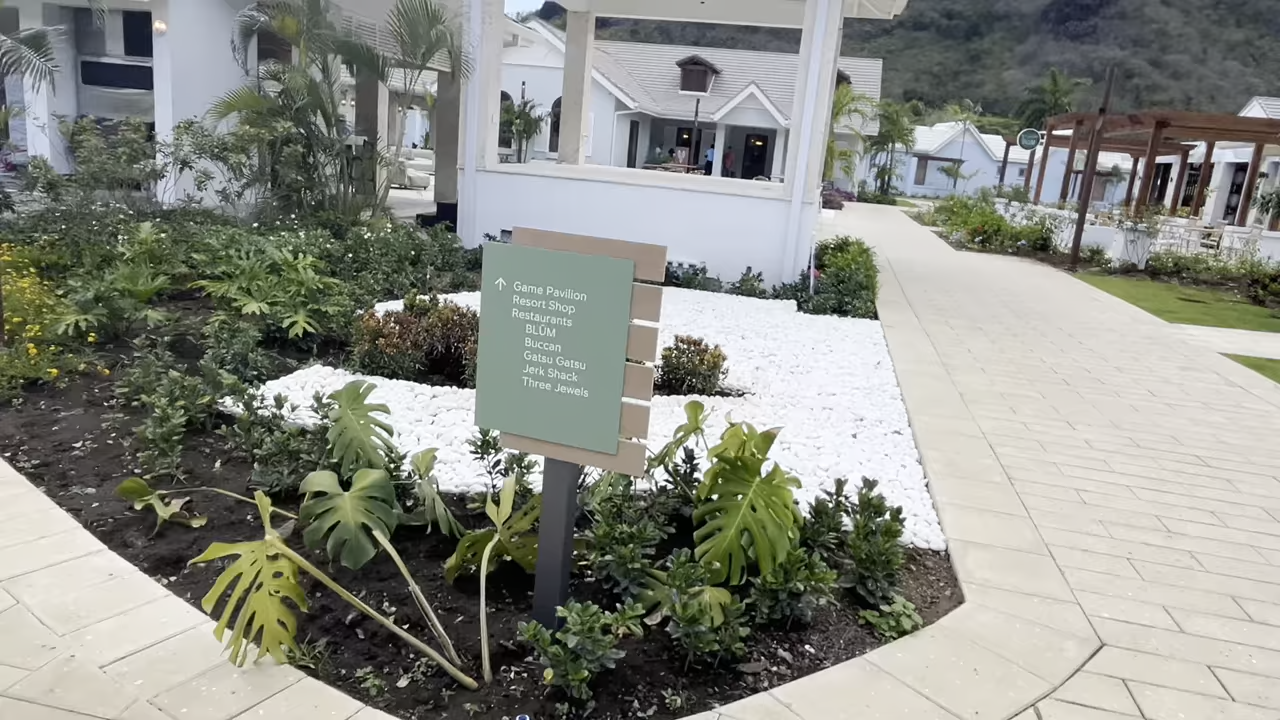 ↑ Game Pavilion
Resort Shop
Restaurants
BLŪM
Buccan
Gatsu Gatsu
Jerk Shack
Three Jewels